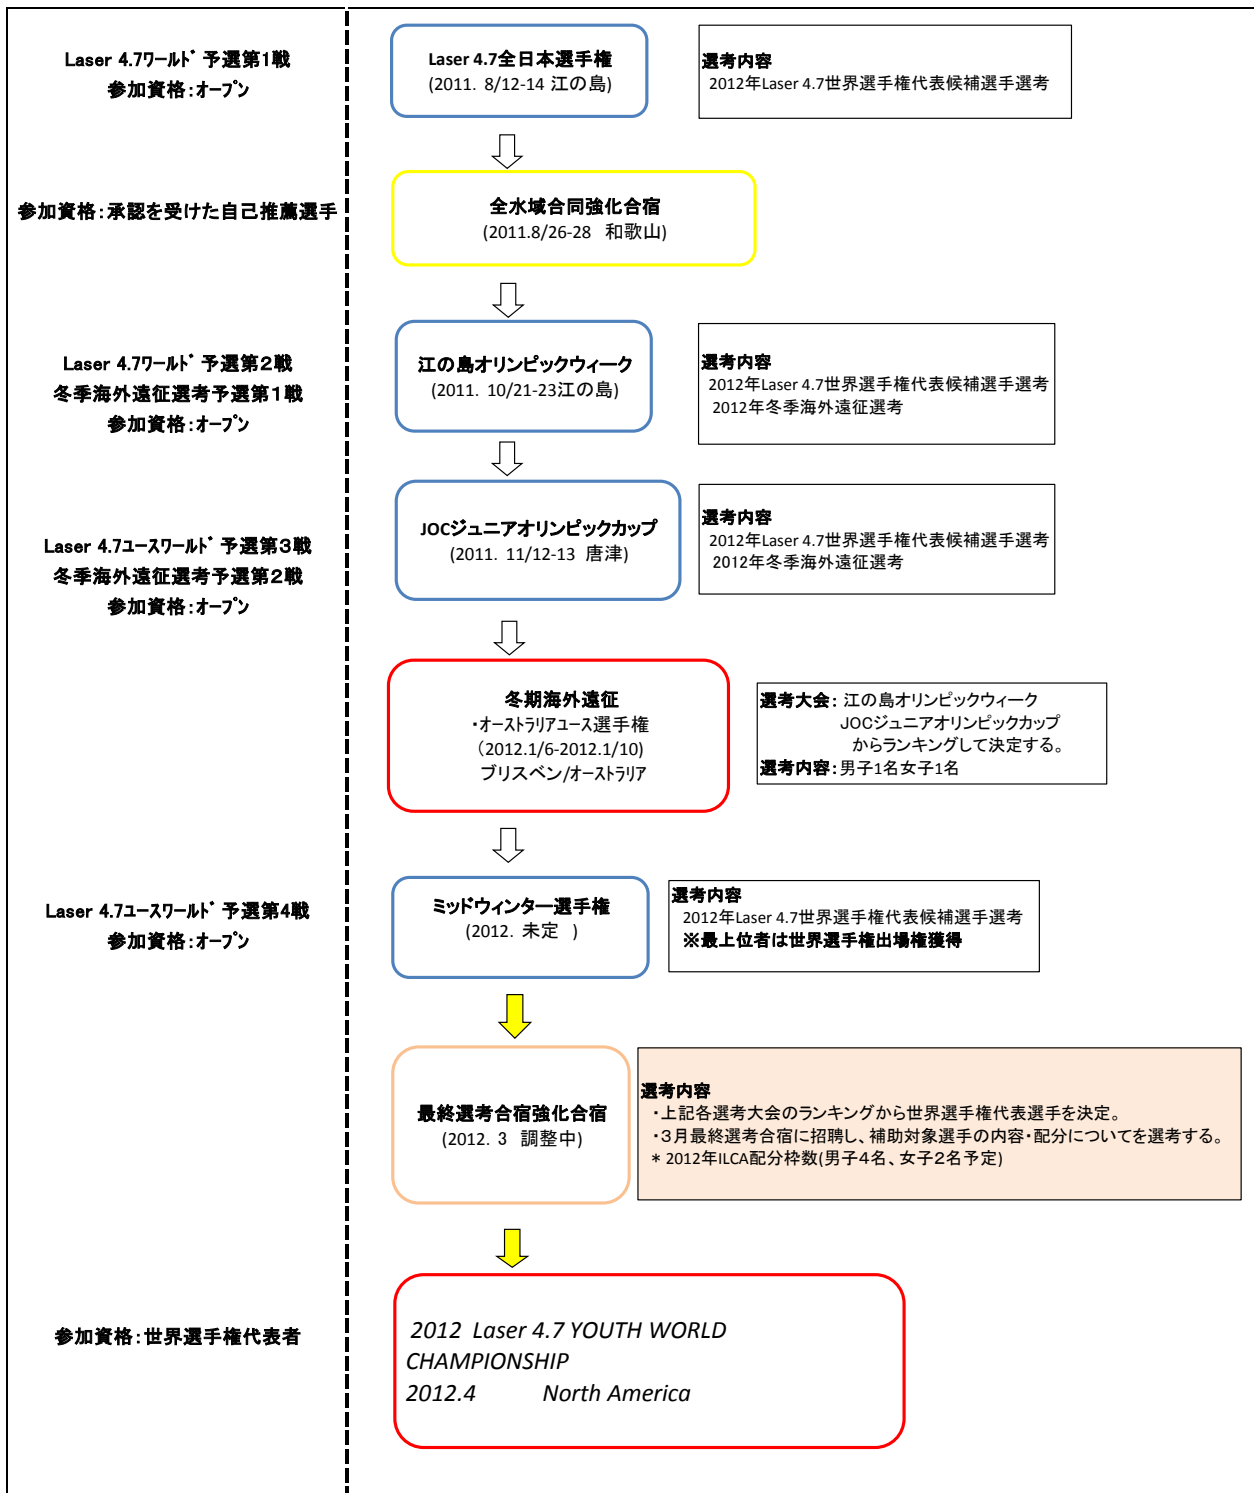 Laser 4.7ワールド 予選第1戦
参加資格：オープン
Laser 4.7全日本選手権
(2011. 8/12-14 江の島)
選考内容
2012年Laser 4.7世界選手権代表候補選手選考
参加資格：承認を受けた自己推薦選手
全水域合同強化合宿
(2011.8/26-28 和歌山)
Laser 4.7ワールド 予選第２戦
冬季海外遠征選考予選第１戦
参加資格：オープン
江の島オリンピックウィーク
(2011. 10/21-23江の島)
選考内容
2012年Laser 4.7世界選手権代表候補選手選考
2012年冬季海外遠征選考
Laser 4.7ユースワールド 予選第３戦
冬季海外遠征選考予選第２戦
参加資格：オープン
JOCジュニアオリンピックカップ
(2011. 11/12-13 唐津)
選考内容
2012年Laser 4.7世界選手権代表候補選手選考
2012年冬季海外遠征選考
冬期海外遠征
・オーストラリアユース選手権
（2012.1/6-2012.1/10)
ブリスベン/オーストラリア
選考大会： 江の島オリンピックウィーク
JOCジュニアオリンピックカップ
からランキングして決定する。
選考内容：男子1名女子1名
Laser 4.7ユースワールド 予選第4戦
参加資格：オープン
ミッドウィンター選手権
(2012. 未定 )
選考内容
2012年Laser 4.7世界選手権代表候補選手選考
※最上位者は世界選手権出場権獲得
最終選考合宿強化合宿
(2012. 3 調整中)
選考内容
・上記各選考大会のランキングから世界選手権代表選手を決定。
・３月最終選考合宿に招聘し、補助対象選手の内容・配分についてを選考する。
＊2012年ILCA配分枠数(男子４名、女子２名予定)
参加資格：世界選手権代表者
2012 Laser 4.7 YOUTH WORLD
CHAMPIONSHIP
2012.4 North America